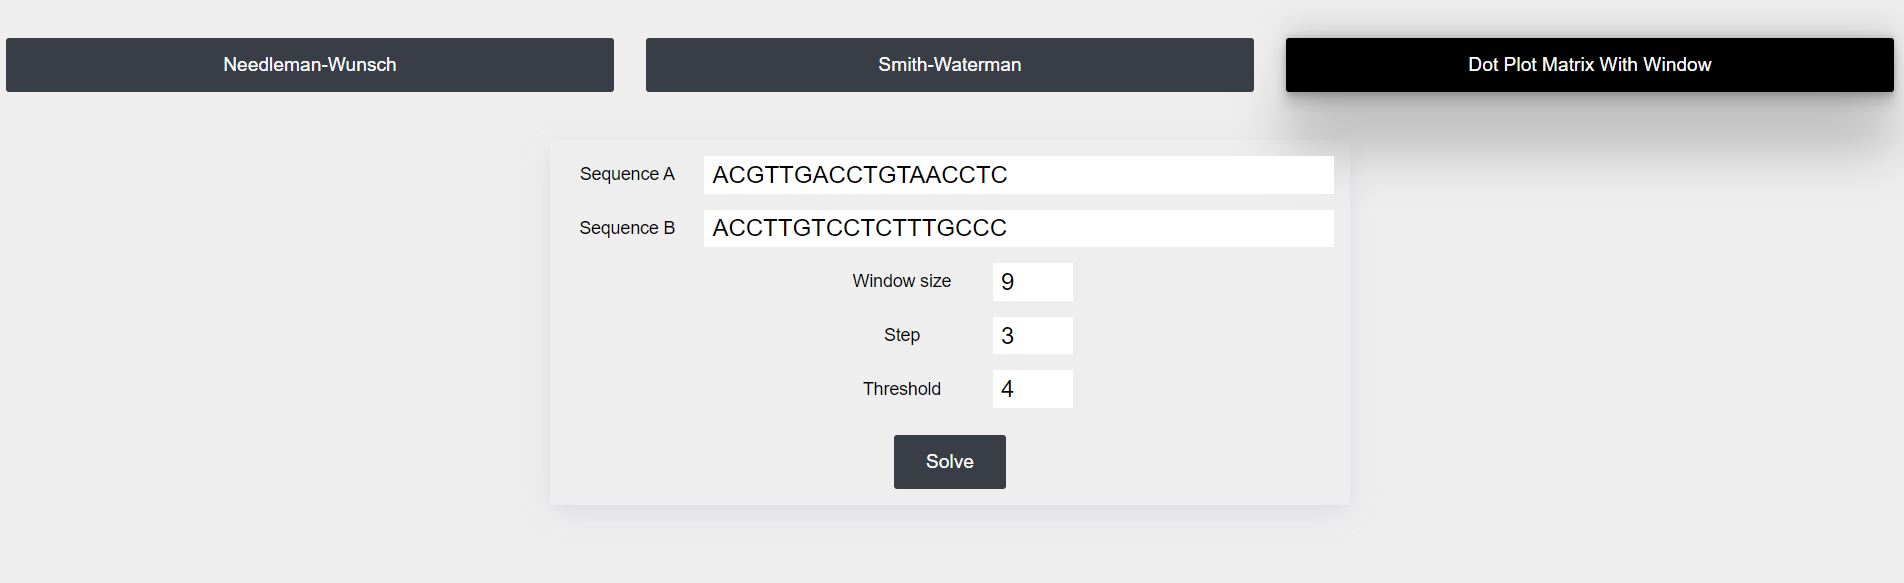 Needleman-Wunsch
Smith-Waterman
Dot Plot Matrix With Window
Sequence A ACGTTGACCTGTAACCTC
Sequence B ACCTTGTCCTCTTTGCCC
Window size 9
Step 3
Threshold 4
Solve